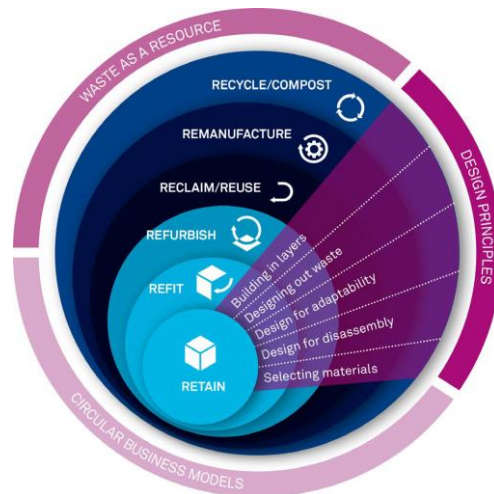 WASTE AS A RESOURCE
DESIGN PRINCIPLES
CIRCULAR BUSINESS MODELS
RECYCLE/COMPOST
REMANUFACTURE
RECLAIM/REUSE
REFURBISH
REFIT
RETAIN
Building in layers
Designing out waste
Design for adaptability
Design for disassembly
Selecting materials